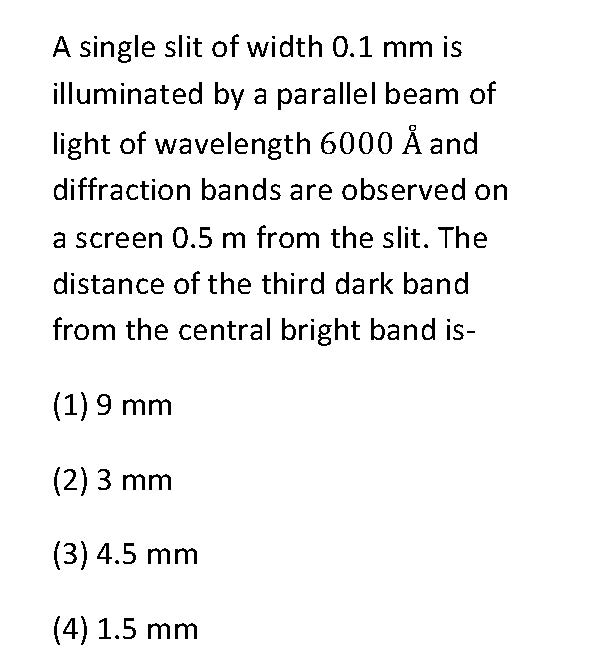 A single slit of width 0.1 mm is
illuminated by a parallel beam of
light of wavelength 6000 Å and
diffraction bands are observed on
a screen 0.5 m from the slit. The
distance of the third dark band
from the central bright band is-
(1) 9 mm
(2) 3 mm
(3) 4.5 mm
(4) 1.5 mm